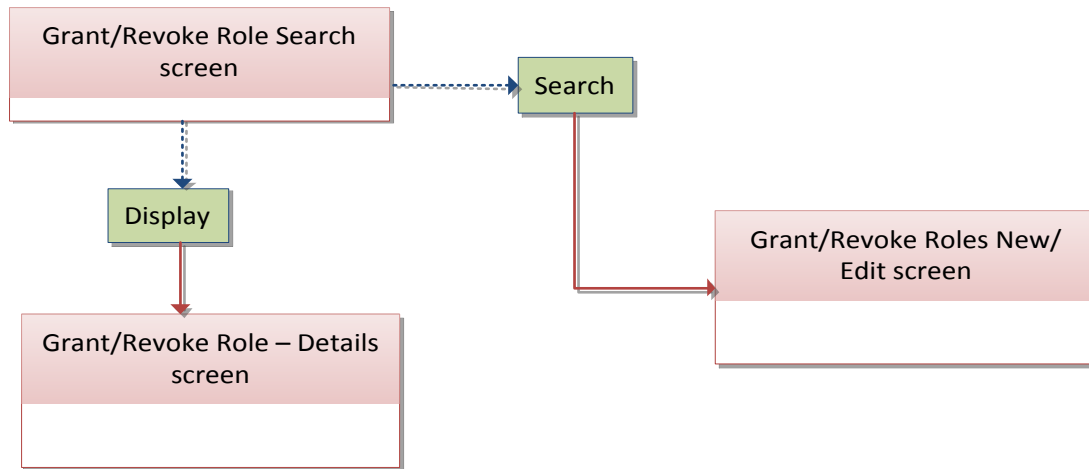 Grant/Revoke Role Search
screen
Search
Display
Grant/Revoke Roles New/
Edit screen
Grant/Revoke Role – Details
screen